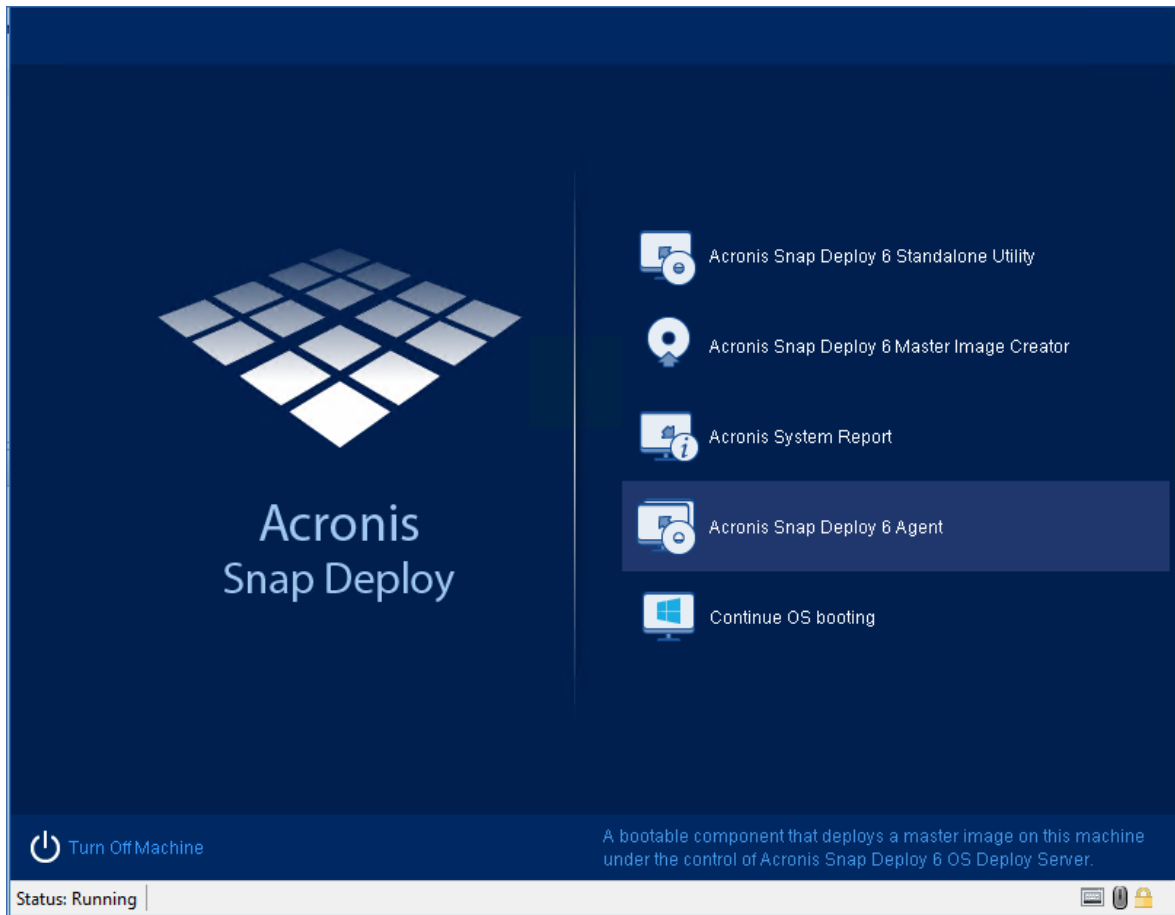 Acronis
Snap Deploy
Acronis Snap Deploy 6 Standalone Utility
Acronis Snap Deploy 6 Master Image Creator
Acronis System Report
Acronis Snap Deploy 6 Agent
Continue OS booting
Turn Off Machine
A bootable component that deploys a master image on this machine
under the control of Acronis Snap Deploy 6 OS Deploy Server.
Status: Running